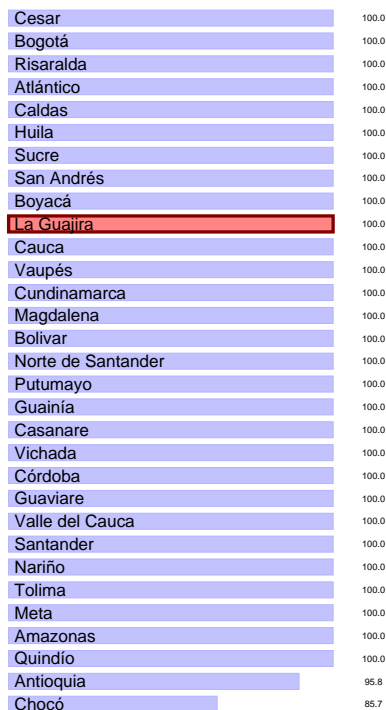 Cesar 100.0
Bogotá 100.0
Risaralda 100.0
Atlántico 100.0
Caldas 100.0
Huila 100.0
Sucre 100.0
San Andrés 100.0
Boyacá 100.0
La Guajira 100.0
Cauca 100.0
Vaupés 100.0
Cundinamarca 100.0
Magdalena 100.0
Bolivar 100.0
Norte de Santander 100.0
Putumayo 100.0
Guainía 100.0
Casanare 100.0
Vichada 100.0
Córdoba 100.0
Guaviare 100.0
Valle del Cauca 100.0
Santander 100.0
Nariño 100.0
Tolima 100.0
Meta 100.0
Amazonas 100.0
Quindío 100.0
Antioquia 95.8
Chocó 85.7